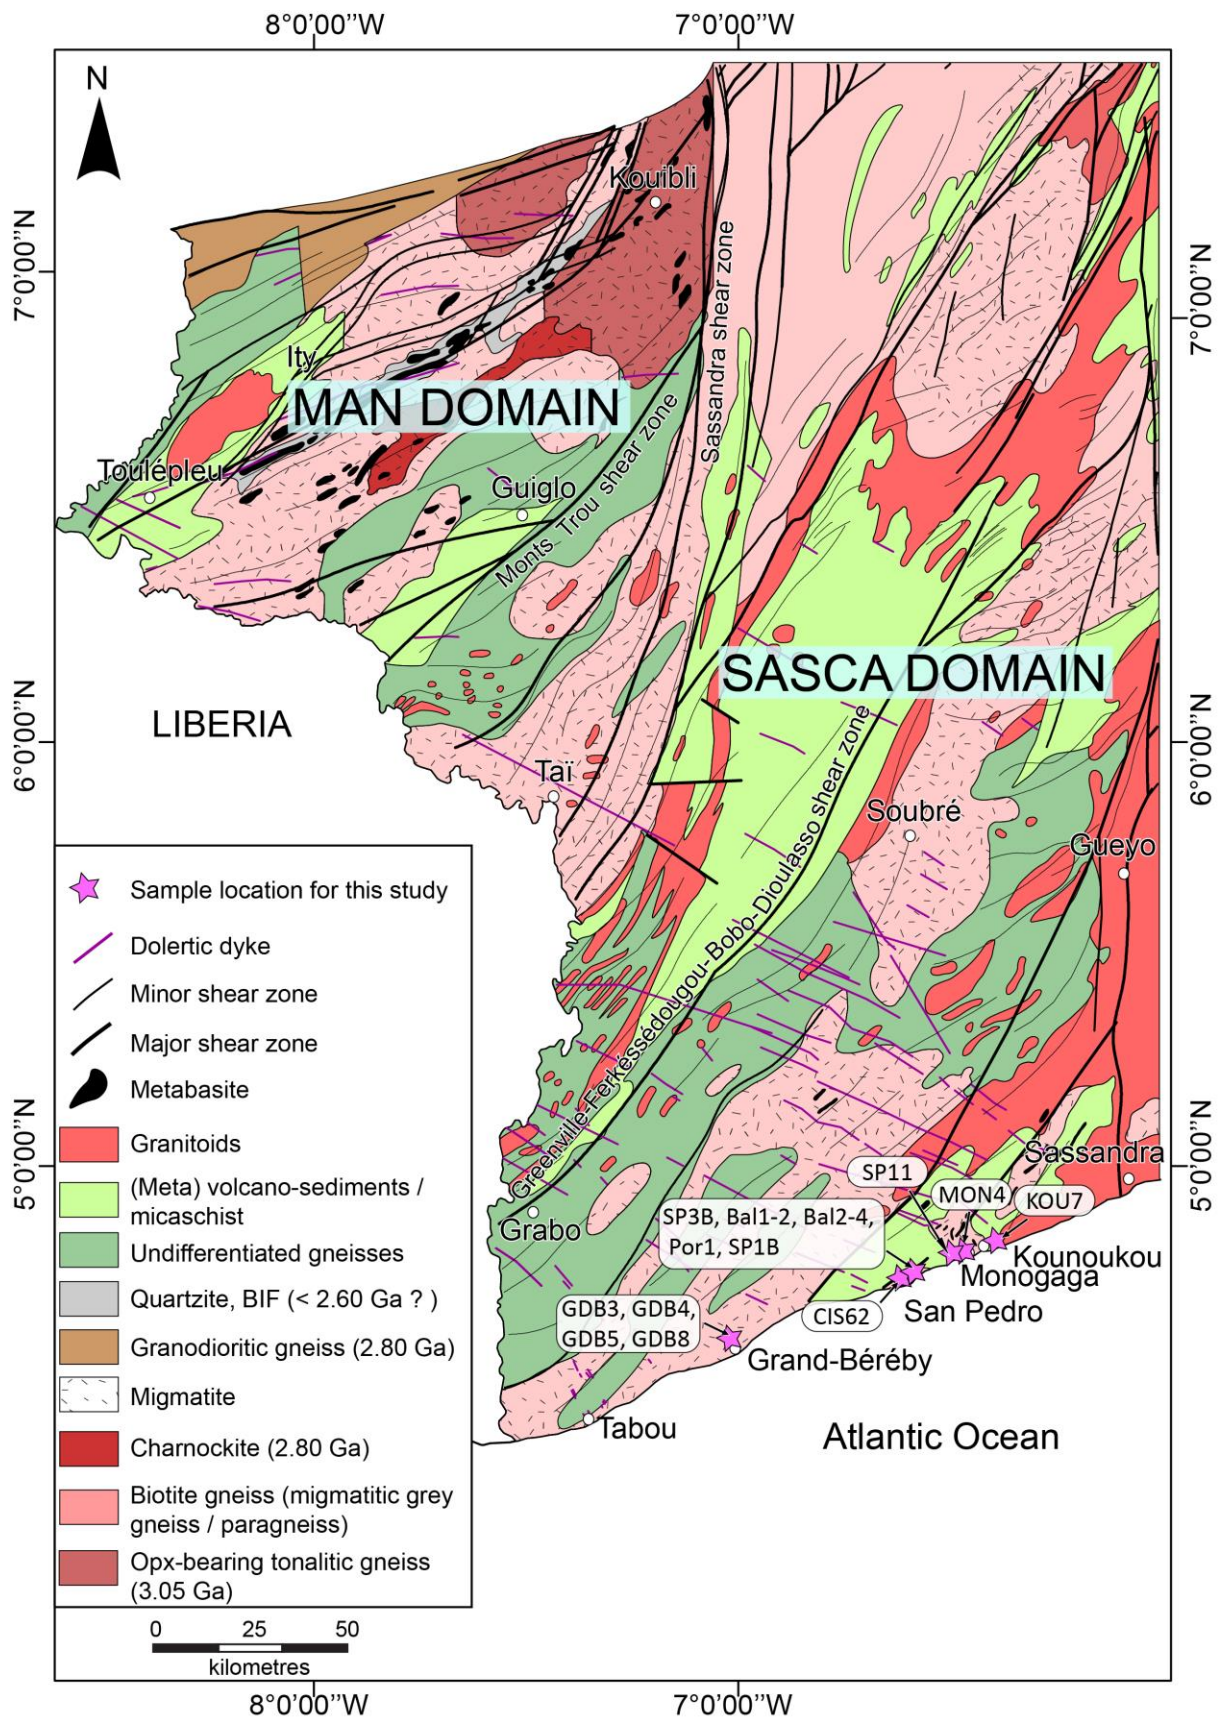 8°0'00"W
7°0'00"W
N
Kouibli
7°0'00"N
7°0'00"N
Sassandra shear zone
Ity
MAN DOMAIN
Toulépleu
Guiglo
Monts Trou shear zone
SASCA DOMAIN
LIBERIA
6°0'00"N
6°0'00"N
Taï
Soubré
Gueyo
Greenville-Ferkéssédougou-Bobo-Dioulasso shear zone
Sample location for this study
Dolertic dyke
Minor shear zone
Major shear zone
Metabasite
Granitoids
(Meta) volcano-sediments /
micaschist
Undifferentiated gneisses
Quartzite, BIF (< 2.60 Ga ? )
Granodioritic gneiss (2.80 Ga)
Migmatite
Charnockite (2.80 Ga)
Biotite gneiss (migmatitic grey
gneiss / paragneiss)
Opx-bearing tonalitic gneiss
(3.05 Ga)
0 25 50
kilometres
5°0'00"N
5°0'00"N
Sassandra
SP11
MON4
KOU7
SP3B, Bal1-2, Bal2-4,
Por1, SP1B
Grabo
Kounoukou
Monogaga
San Pedro
CIS62
GDB3, GDB4,
GDB5, GDB8
Grand-Béréby
Tabou
Atlantic Ocean
8°0'00"W
7°0'00"W